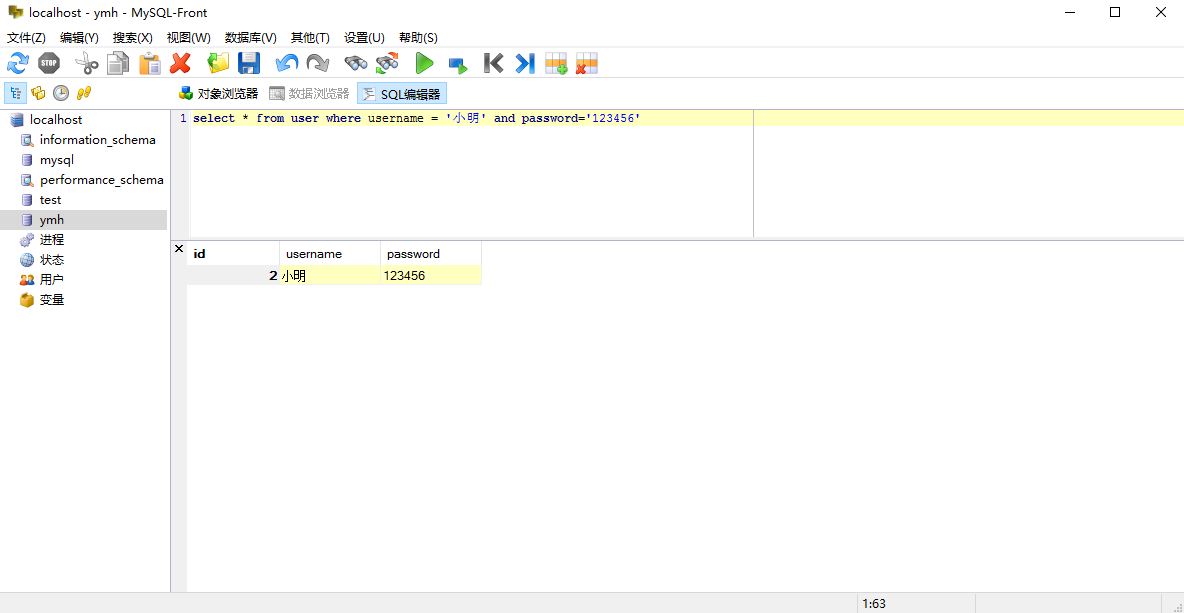 localhost - ymh - MySQL-Front
文件(Z) 编辑(Y) 搜索(X) 视图(W) 数据库(V) 其他(T) 设置(U) 帮助(S)
STOP
对象浏览器 数据浏览器 SQL编辑器
localhost
information_schema
mysql
performance_schema
test
ymh
进程
状态
用户
变量
1 select * from user where username = '小明' and password='123456'
id username password
2 小明 123456
1:63